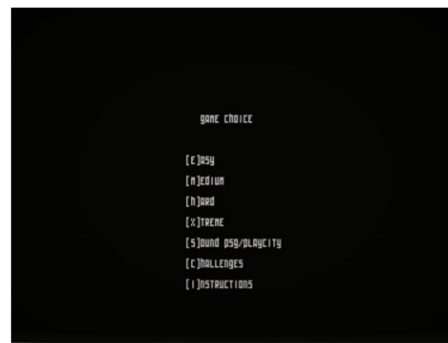 GAME CHOICE
[E]ASY
[M]EDIUM
[H]ARD
[X]TREME
[S]OUND PSG/PLAYCITY
[C]HALLENGES
[I]NSTRUCTIONS